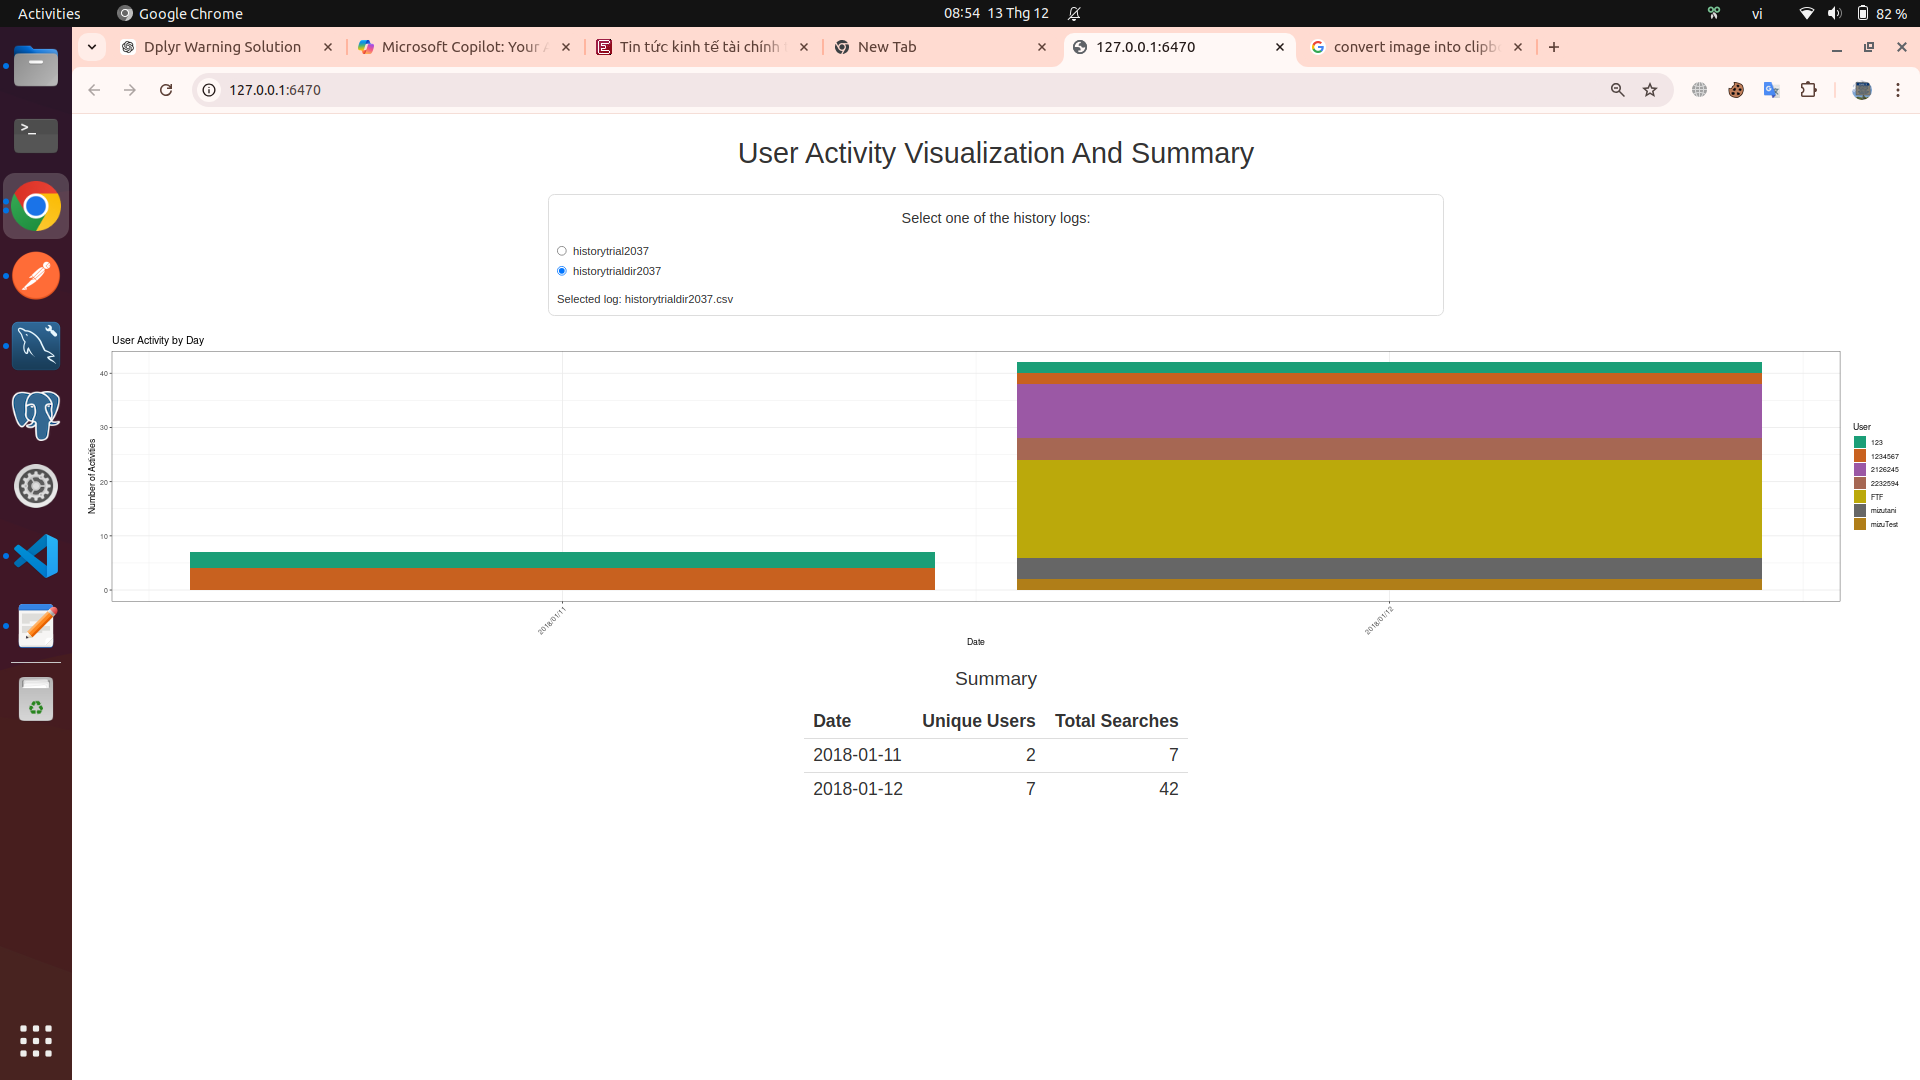 Activities
Google Chrome
08:54 13 Thg 12
vi
82 %
Dplyr Warning Solution
Microsoft Copilot: Your A
Tin tức kinh tế tài chính
New Tab
127.0.0.1:6470
convert image into clipbo
127.0.0.1:6470
User Activity Visualization And Summary
Select one of the history logs:
historytrial2037
historytrialdir2037
Selected log: historytrialdir2037.csv
User Activity by Day
Number of Activities
40
30
20
10
0
2018/01/11
2018/01/12
Date
User
123
1234567
2126245
2232594
FTF
mizutani
mizuTest
Summary
Date Unique Users Total Searches
2018-01-11 2 7
2018-01-12 7 42